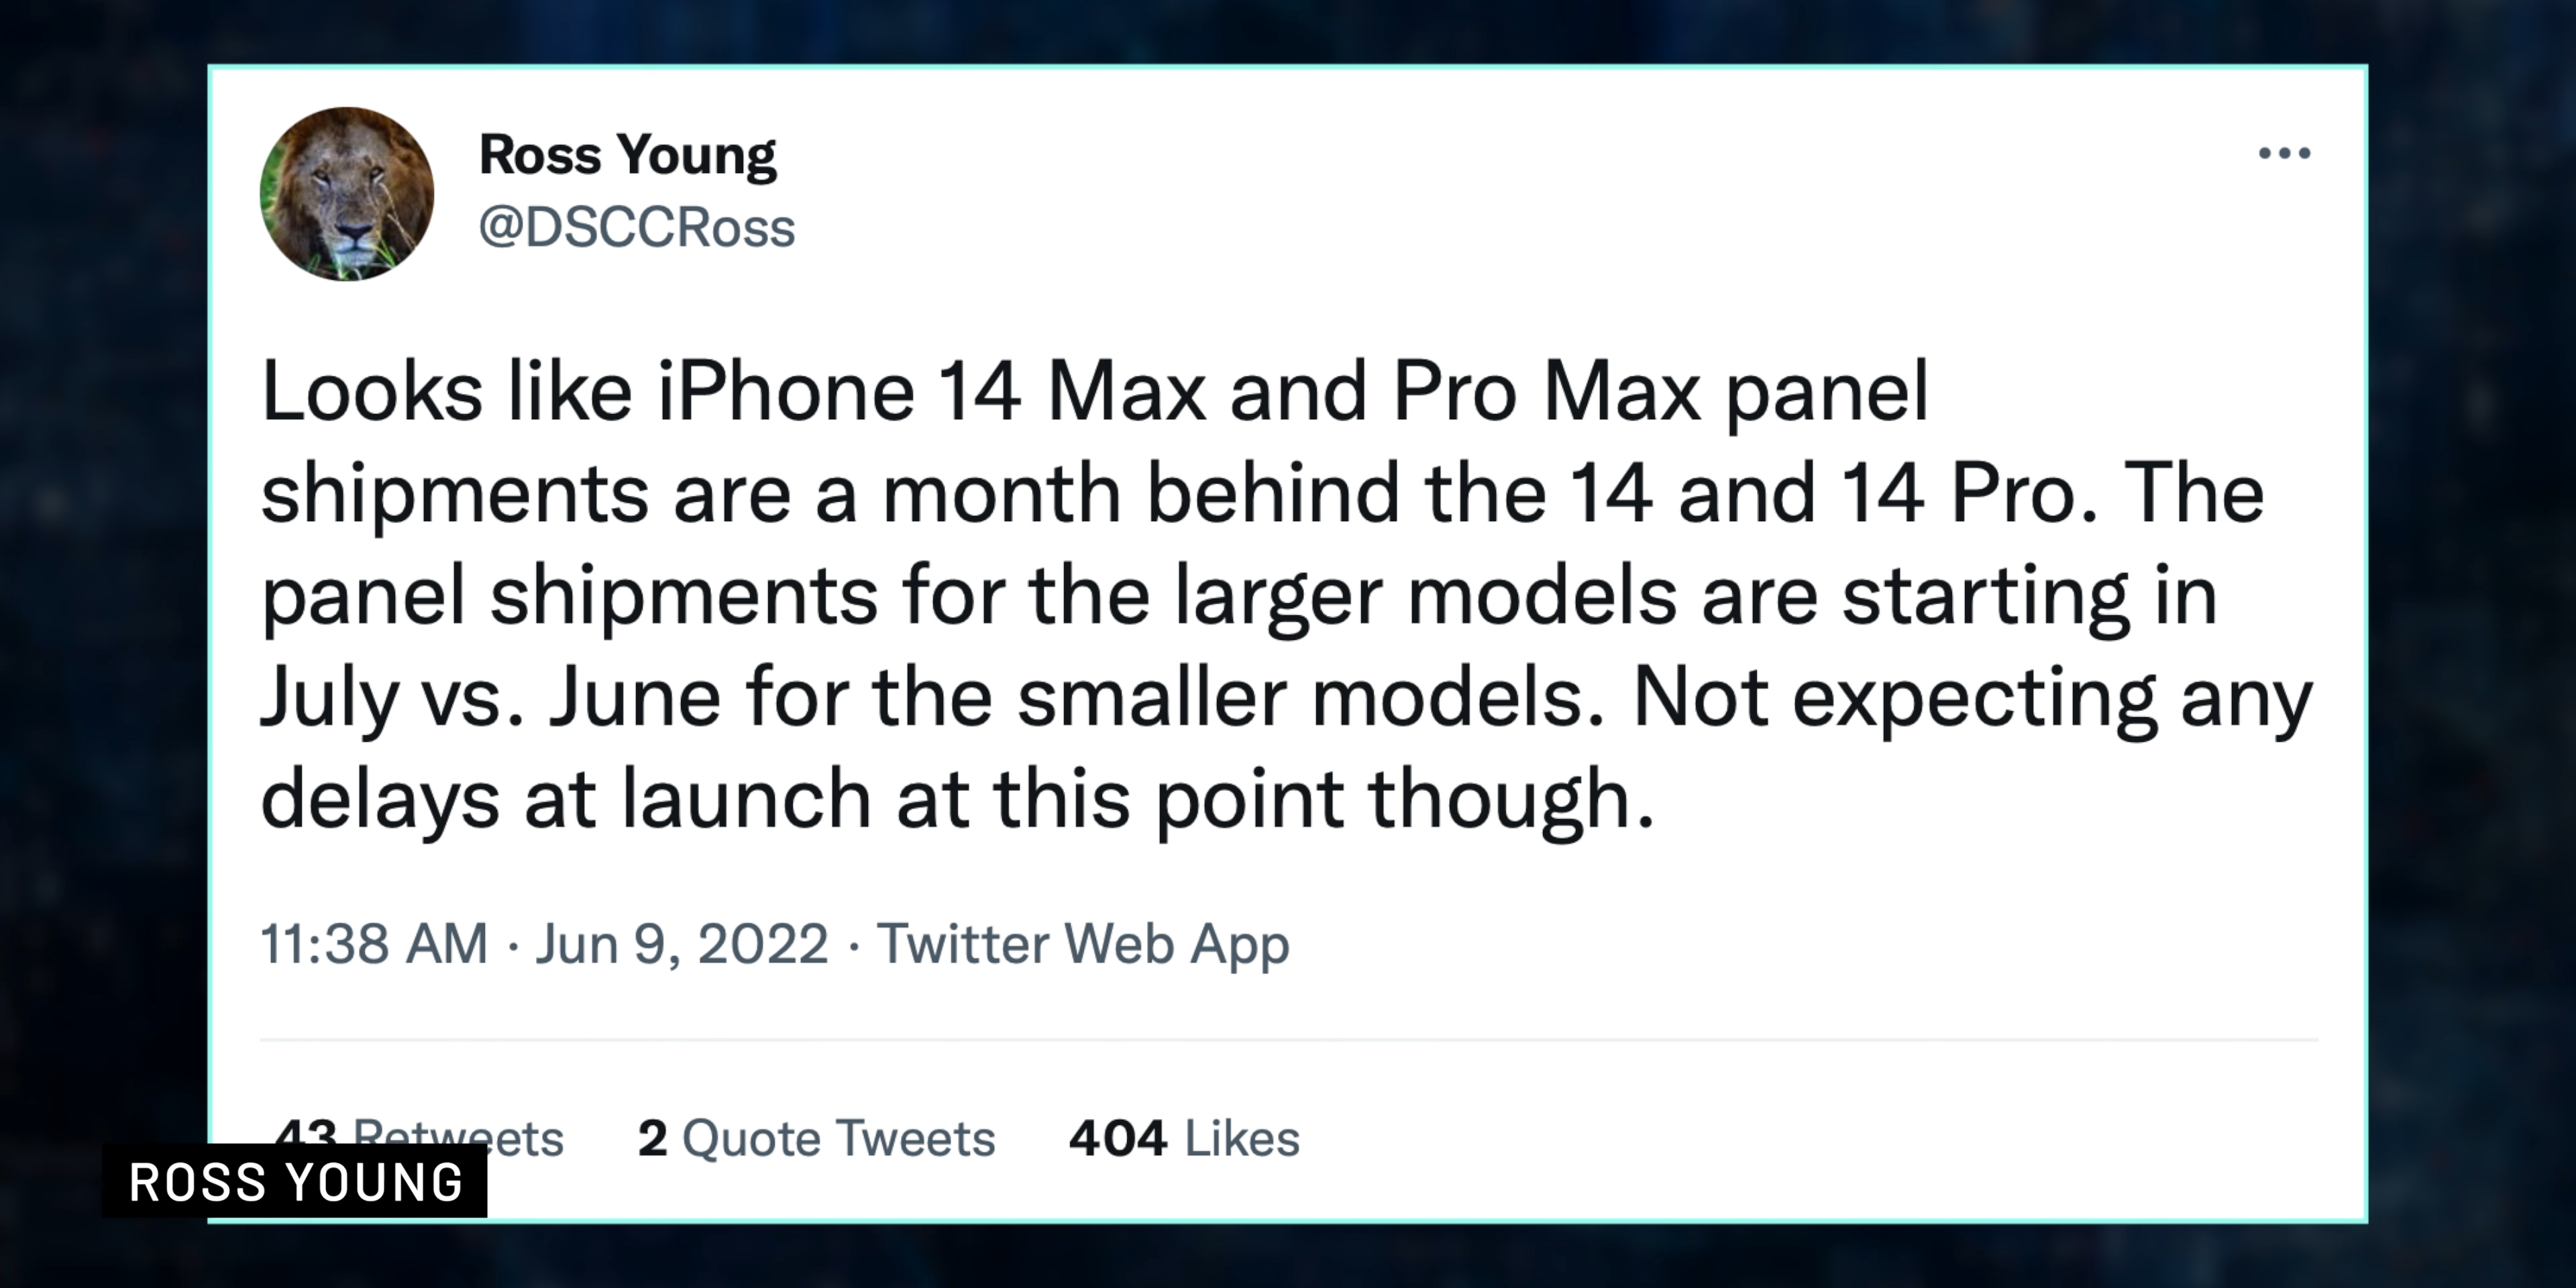 Ross Young
@DSCCRoss
Looks like iPhone 14 Max and Pro Max panel
shipments are a month behind the 14 and 14 Pro. The
panel shipments for the larger models are starting in
July vs. June for the smaller models. Not expecting any
delays at launch at this point though.
11:38 AM · Jun 9, 2022 · Twitter Web App
43 Retweets 2 Quote Tweets 404 Likes
ROSS YOUNG